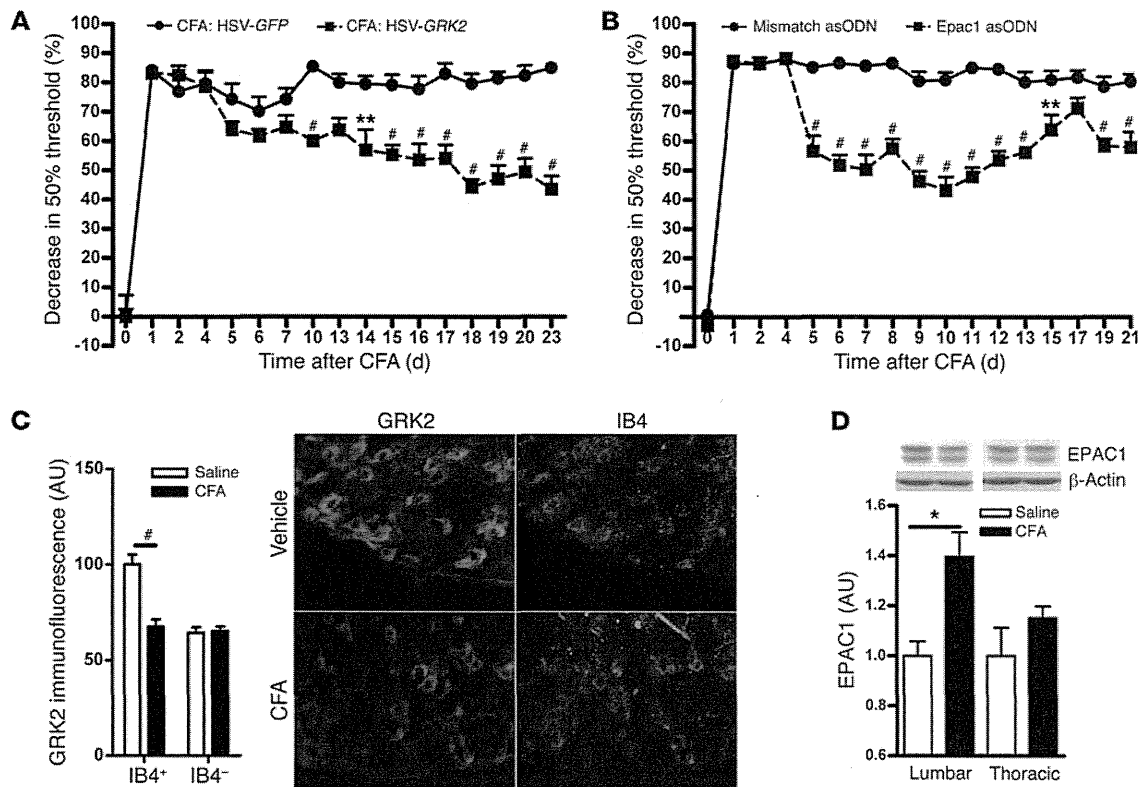 A
CFA: HSV-GFP
CFA: HSV-GRK2
Decrease in 50% threshold (%)
100
90
80
70
60
50
40
30
20
10
0
-10
# ** # # # # # # #
0 1 2 4 5 6 7 10 13 14 15 16 17 18 19 20 23
Time after CFA (d)
B
Mismatch asODN
Epac1 asODN
Decrease in 50% threshold (%)
100
90
80
70
60
50
40
30
20
10
0
-10
# # # # # # # # # ** # #
0 1 2 4 5 6 7 8 9 10 11 12 13 15 17 19 21
Time after CFA (d)
C
GRK2 immunofluorescence (AU)
150
100
50
0
Saline
CFA
#
IB4+ IB4−
GRK2 IB4
Vehicle
CFA
D
EPAC1
β-Actin
EPAC1 (AU)
1.6
1.4
1.2
1.0
0.8
0.6
Saline
CFA
*
Lumbar Thoracic